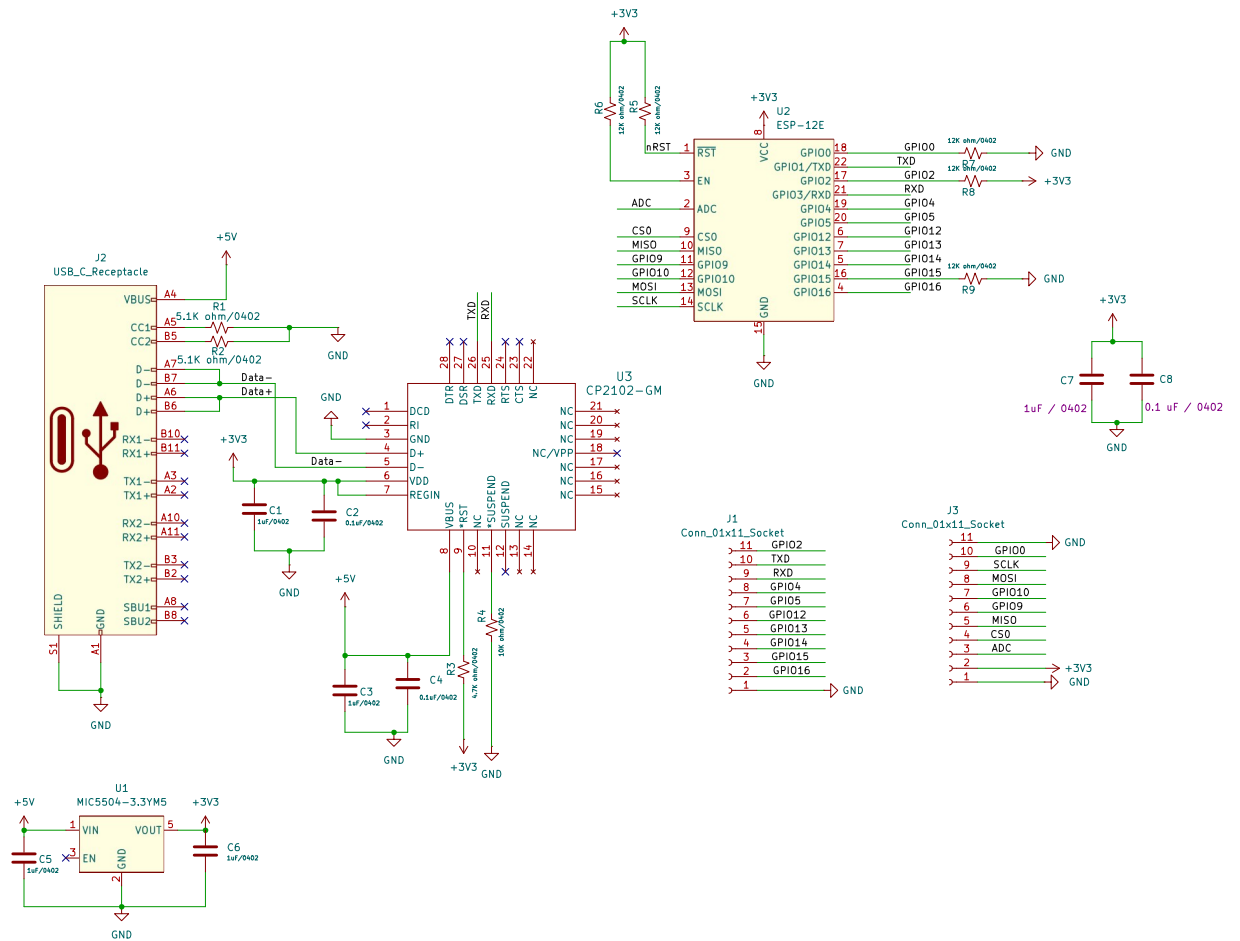 +3V3
R6
12K ohm/0402
R5
12K ohm/0402
+3V3
U2
ESP-12E
8
VCC
nRST
1
RST
3
EN
ADC
2
ADC
CS0
9
CS0
MISO
10
MISO
GPIO9
11
GPIO9
GPIO10
12
GPIO10
MOSI
13
MOSI
SCLK
14
SCLK
GPIO0
18
GPIO0
12K ohm/0402
R7
GND
GPIO1/TXD
22
TXD
GPIO2
17
GPIO2
12K ohm/0402
R8
+3V3
GPIO3/RXD
21
RXD
GPIO4
19
GPIO4
GPIO5
20
GPIO5
GPIO12
6
GPIO12
GPIO13
7
GPIO13
GPIO14
5
GPIO14
GPIO15
16
GPIO15
12K ohm/0402
R9
GND
GPIO16
4
GPIO16
GND
15
GND
J2
USB_C_Receptacle
+5V
VBUS
A4
R1
5.1K ohm/0402
CC1
A5
CC2
B5
R2
5.1K ohm/0402
GND
D-
A7
D-
B7
Data-
D+
A6
Data+
D+
B6
RX1-
B10
RX1+
B11
TX1-
A3
TX1+
A2
RX2-
A10
RX2+
A11
TX2-
B3
TX2+
B2
SBU1
A8
SBU2
B8
SHIELD
S1
GND
A1
GND
TXD
RXD
28
DTR
27
DSR
26
TXD
25
RXD
24
RTS
23
CTS
22
NC
U3
CP2102-GM
GND
1
DCD
2
RI
3
GND
4
D+
Data-
5
D-
+3V3
6
VDD
7
REGIN
NC
21
NC
20
NC
19
NC/VPP
18
NC
17
NC
16
NC
15
VBUS
8
*RST
9
NC
10
*SUSPEND
11
SUSPEND
12
NC
13
NC
14
C1
1uF/0402
C2
0.1uF/0402
GND
+5V
C3
1uF/0402
C4
0.1uF/0402
GND
R3
4.7K ohm/0402
+3V3
R4
10K ohm/0402
GND
+3V3
C7
1uF / 0402
C8
0.1 uF / 0402
GND
J1
Conn_01x11_Socket
11
GPIO2
10
TXD
9
RXD
8
GPIO4
7
GPIO5
6
GPIO12
5
GPIO13
4
GPIO14
3
GPIO15
2
GPIO16
1
GND
J3
Conn_01x11_Socket
11
GND
10
GPIO0
9
SCLK
8
MOSI
7
GPIO10
6
GPIO9
5
MISO
4
CS0
3
ADC
2
+3V3
1
GND
U1
MIC5504-3.3YM5
+5V
1
VIN
VOUT
5
+3V3
3
EN
GND
2
C5
1uF/0402
C6
1uF/0402
GND